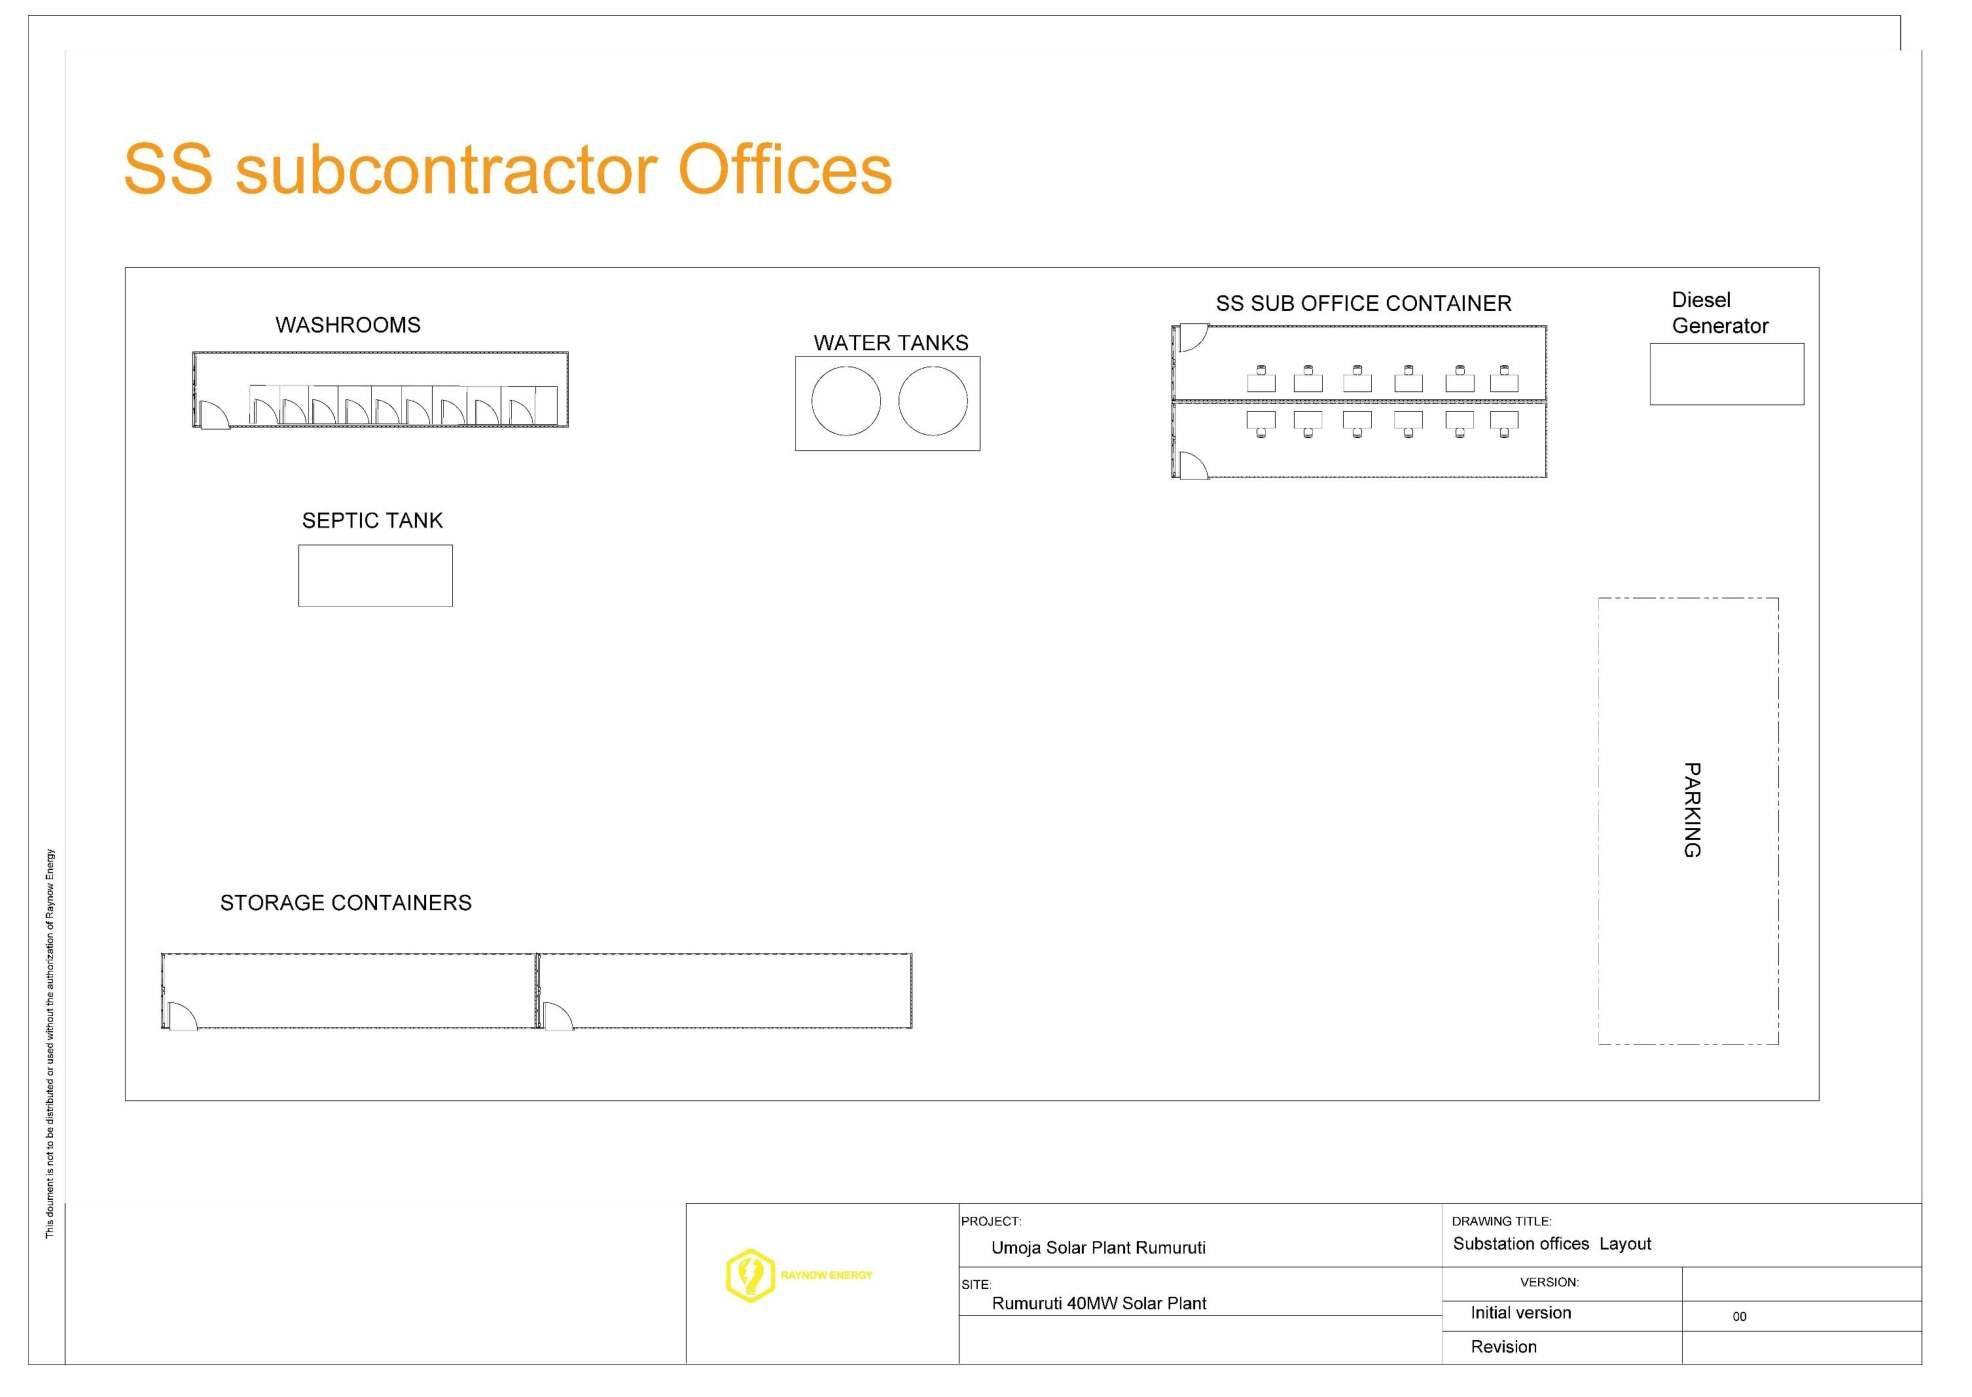 SS subcontractor Offices
WASHROOMS
WATER TANKS
SS SUB OFFICE CONTAINER
Diesel
Generator
SEPTIC TANK
PARKING
STORAGE CONTAINERS
This doument is not to be distributed or used without the authorization of Raynow Energy
RAYNOW ENERGY
PROJECT:
Umoja Solar Plant Rumuruti
SITE:
Rumuruti 40MW Solar Plant
DRAWING TITLE:
Substation offices Layout
VERSION:
Initial version 00
Revision